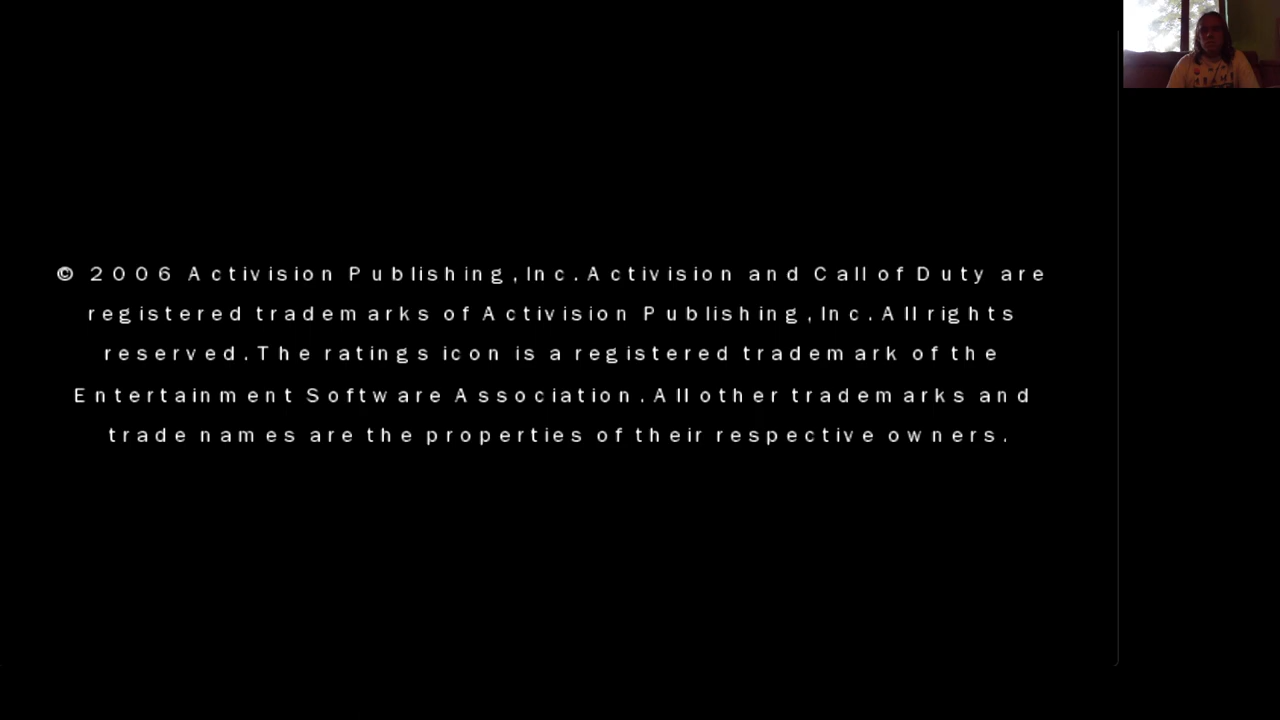 © 2006 Activision Publishing, Inc. Activision and Call of Duty are
registered trademarks of Activision Publishing, Inc. All rights
reserved. The ratings icon is a registered trademark of the
Entertainment Software Association. All other trademarks and
trade names are the properties of their respective owners.